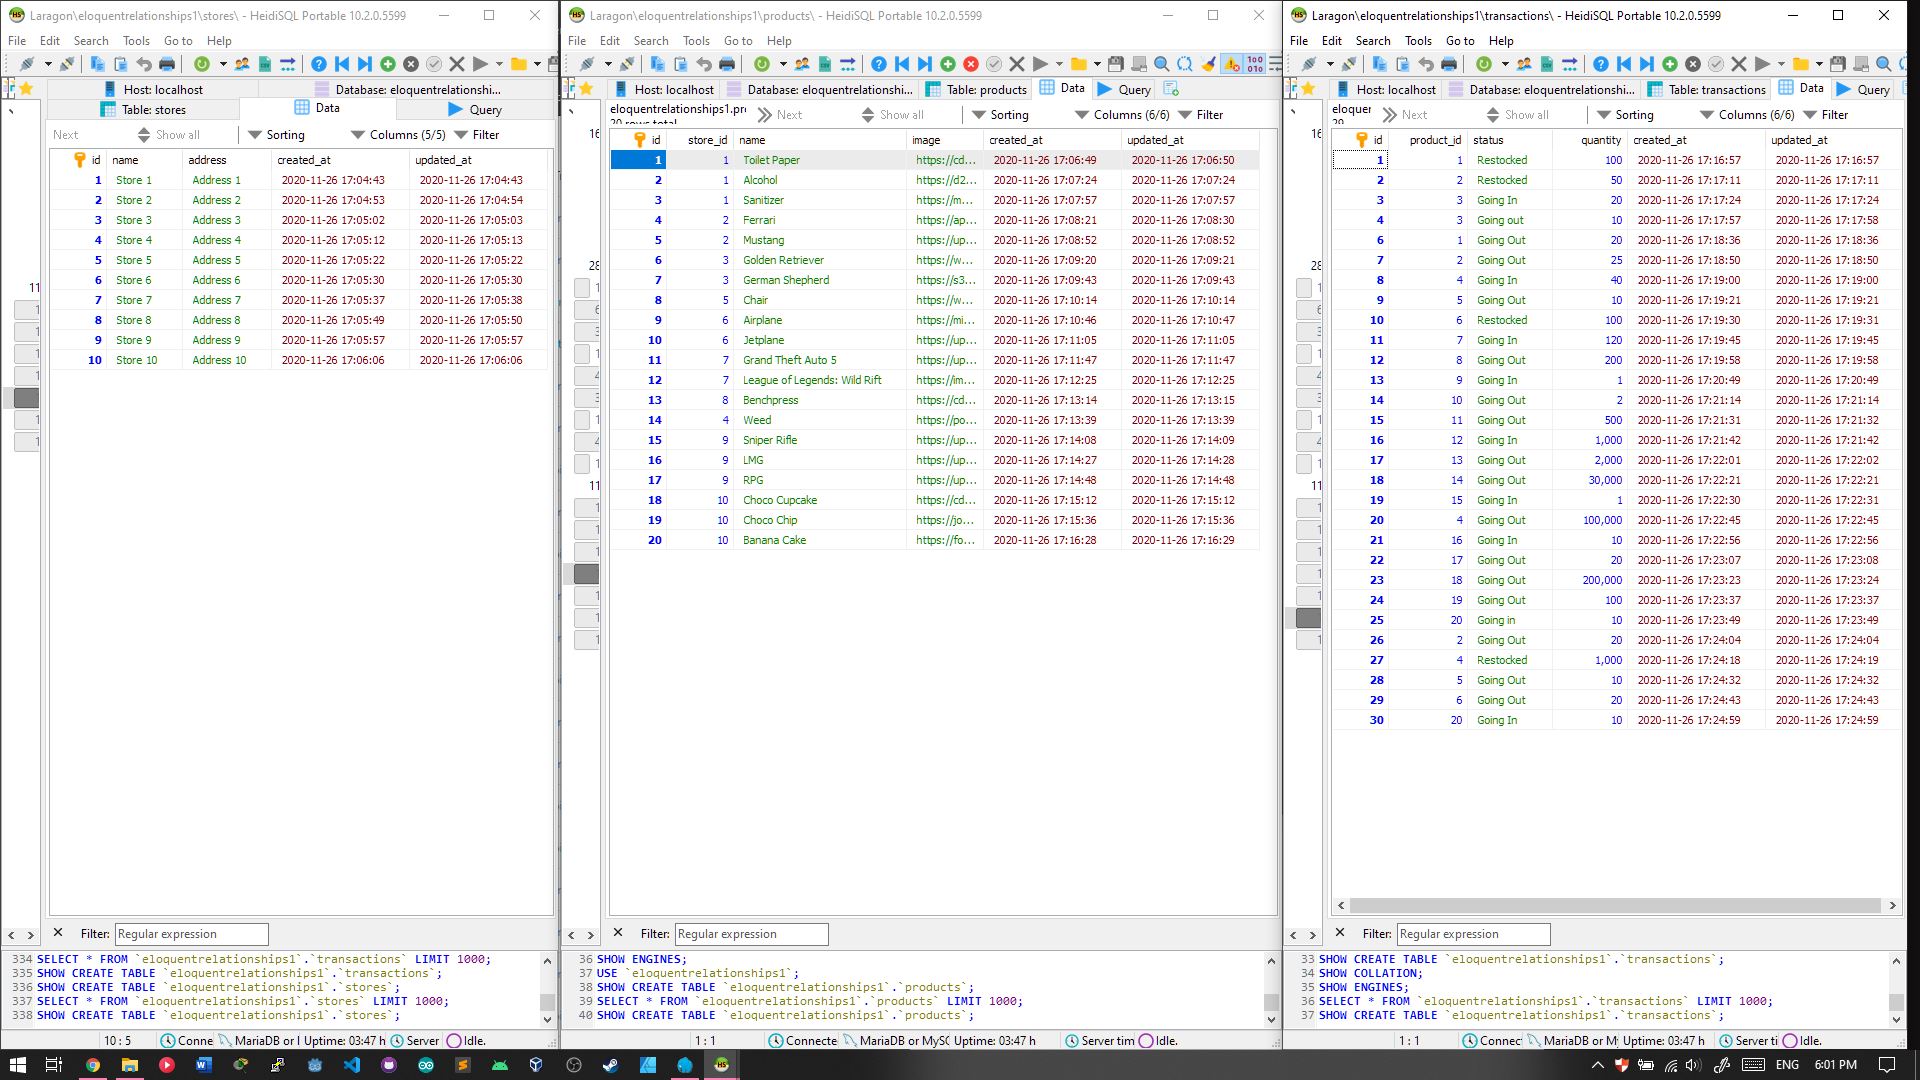 Laragon\eloquentrelationships1\stores\ - HeidiSQL Portable 10.2.0.5599
File Edit Search Tools Go to Help
Host: localhost Database: eloquentrelationshi...
Table: stores Data Query
Next Show all Sorting Columns (5/5) Filter
id name address created_at updated_at
1 Store 1 Address 1 2020-11-26 17:04:43 2020-11-26 17:04:43
2 Store 2 Address 2 2020-11-26 17:04:53 2020-11-26 17:04:54
3 Store 3 Address 3 2020-11-26 17:05:02 2020-11-26 17:05:03
4 Store 4 Address 4 2020-11-26 17:05:12 2020-11-26 17:05:13
5 Store 5 Address 5 2020-11-26 17:05:22 2020-11-26 17:05:22
6 Store 6 Address 6 2020-11-26 17:05:30 2020-11-26 17:05:30
7 Store 7 Address 7 2020-11-26 17:05:37 2020-11-26 17:05:38
8 Store 8 Address 8 2020-11-26 17:05:49 2020-11-26 17:05:50
9 Store 9 Address 9 2020-11-26 17:05:57 2020-11-26 17:05:57
10 Store 10 Address 10 2020-11-26 17:06:06 2020-11-26 17:06:06
Filter: Regular expression
334 SELECT * FROM `eloquentrelationships1`.`transactions` LIMIT 1000;
335 SHOW CREATE TABLE `eloquentrelationships1`.`transactions`;
336 SHOW CREATE TABLE `eloquentrelationships1`.`stores`;
337 SELECT * FROM `eloquentrelationships1`.`stores` LIMIT 1000;
338 SHOW CREATE TABLE `eloquentrelationships1`.`stores`;
10 : 5 Conne MariaDB or I Uptime: 03:47 h Server Idle.
Laragon\eloquentrelationships1\products\ - HeidiSQL Portable 10.2.0.5599
File Edit Search Tools Go to Help
Host: localhost Database: eloquentrelationshi... Table: products Data Query
eloquentrelationships1.pr Next Show all Sorting Columns (6/6) Filter
20 rows total
id store_id name image created_at updated_at
1 1 Toilet Paper https://cd... 2020-11-26 17:06:49 2020-11-26 17:06:50
2 1 Alcohol https://d2... 2020-11-26 17:07:24 2020-11-26 17:07:24
3 1 Sanitizer https://m... 2020-11-26 17:07:57 2020-11-26 17:07:57
4 2 Ferrari https://ap... 2020-11-26 17:08:21 2020-11-26 17:08:30
5 2 Mustang https://up... 2020-11-26 17:08:52 2020-11-26 17:08:52
6 3 Golden Retriever https://w... 2020-11-26 17:09:20 2020-11-26 17:09:21
7 3 German Shepherd https://s3... 2020-11-26 17:09:43 2020-11-26 17:09:43
8 5 Chair https://w... 2020-11-26 17:10:14 2020-11-26 17:10:14
9 6 Airplane https://mi... 2020-11-26 17:10:46 2020-11-26 17:10:47
10 6 Jetplane https://up... 2020-11-26 17:11:05 2020-11-26 17:11:05
11 7 Grand Theft Auto 5 https://up... 2020-11-26 17:11:47 2020-11-26 17:11:47
12 7 League of Legends: Wild Rift https://im... 2020-11-26 17:12:25 2020-11-26 17:12:25
13 8 Benchpress https://cd... 2020-11-26 17:13:14 2020-11-26 17:13:15
14 4 Weed https://po... 2020-11-26 17:13:39 2020-11-26 17:13:39
15 9 Sniper Rifle https://up... 2020-11-26 17:14:08 2020-11-26 17:14:09
16 9 LMG https://up... 2020-11-26 17:14:27 2020-11-26 17:14:28
17 9 RPG https://up... 2020-11-26 17:14:48 2020-11-26 17:14:48
18 10 Choco Cupcake https://cd... 2020-11-26 17:15:12 2020-11-26 17:15:12
19 10 Choco Chip https://jo... 2020-11-26 17:15:36 2020-11-26 17:15:36
20 10 Banana Cake https://fo... 2020-11-26 17:16:28 2020-11-26 17:16:29
Filter: Regular expression
36 SHOW ENGINES;
37 USE `eloquentrelationships1`;
38 SHOW CREATE TABLE `eloquentrelationships1`.`products`;
39 SELECT * FROM `eloquentrelationships1`.`products` LIMIT 1000;
40 SHOW CREATE TABLE `eloquentrelationships1`.`products`;
1 : 1 Connecte MariaDB or MySQ Uptime: 03:47 h Server tim Idle.
Laragon\eloquentrelationships1\transactions\ - HeidiSQL Portable 10.2.0.5599
File Edit Search Tools Go to Help
Host: localhost Database: eloquentrelationshi... Table: transactions Data Query
eloquer Next Show all Sorting Columns (6/6) Filter
id product_id status quantity created_at updated_at
1 1 Restocked 100 2020-11-26 17:16:57 2020-11-26 17:16:57
2 2 Restocked 50 2020-11-26 17:17:11 2020-11-26 17:17:11
3 3 Going In 20 2020-11-26 17:17:24 2020-11-26 17:17:24
4 3 Going out 10 2020-11-26 17:17:57 2020-11-26 17:17:58
6 1 Going Out 20 2020-11-26 17:18:36 2020-11-26 17:18:36
7 2 Going Out 25 2020-11-26 17:18:50 2020-11-26 17:18:50
8 4 Going In 40 2020-11-26 17:19:00 2020-11-26 17:19:00
9 5 Going Out 10 2020-11-26 17:19:21 2020-11-26 17:19:21
10 6 Restocked 100 2020-11-26 17:19:30 2020-11-26 17:19:31
11 7 Going In 120 2020-11-26 17:19:45 2020-11-26 17:19:45
12 8 Going Out 200 2020-11-26 17:19:58 2020-11-26 17:19:58
13 9 Going In 1 2020-11-26 17:20:49 2020-11-26 17:20:49
14 10 Going Out 2 2020-11-26 17:21:14 2020-11-26 17:21:14
15 11 Going Out 500 2020-11-26 17:21:31 2020-11-26 17:21:32
16 12 Going In 1,000 2020-11-26 17:21:42 2020-11-26 17:21:42
17 13 Going Out 2,000 2020-11-26 17:22:01 2020-11-26 17:22:02
18 14 Going Out 30,000 2020-11-26 17:22:21 2020-11-26 17:22:21
19 15 Going In 1 2020-11-26 17:22:30 2020-11-26 17:22:31
20 4 Going Out 100,000 2020-11-26 17:22:45 2020-11-26 17:22:45
21 16 Going In 10 2020-11-26 17:22:56 2020-11-26 17:22:56
22 17 Going Out 20 2020-11-26 17:23:07 2020-11-26 17:23:08
23 18 Going Out 200,000 2020-11-26 17:23:23 2020-11-26 17:23:24
24 19 Going Out 100 2020-11-26 17:23:37 2020-11-26 17:23:37
25 20 Going in 10 2020-11-26 17:23:49 2020-11-26 17:23:49
26 2 Going Out 20 2020-11-26 17:24:04 2020-11-26 17:24:04
27 4 Restocked 1,000 2020-11-26 17:24:18 2020-11-26 17:24:19
28 5 Going Out 10 2020-11-26 17:24:32 2020-11-26 17:24:32
29 6 Going Out 20 2020-11-26 17:24:43 2020-11-26 17:24:43
30 20 Going In 10 2020-11-26 17:24:59 2020-11-26 17:24:59
Filter: Regular expression
33 SHOW CREATE TABLE `eloquentrelationships1`.`transactions`;
34 SHOW COLLATION;
35 SHOW ENGINES;
36 SELECT * FROM `eloquentrelationships1`.`transactions` LIMIT 1000;
37 SHOW CREATE TABLE `eloquentrelationships1`.`transactions`;
1 : 1 Connect MariaDB or My Uptime: 03:47 h Server ti Idle.
ENG 6:01 PM